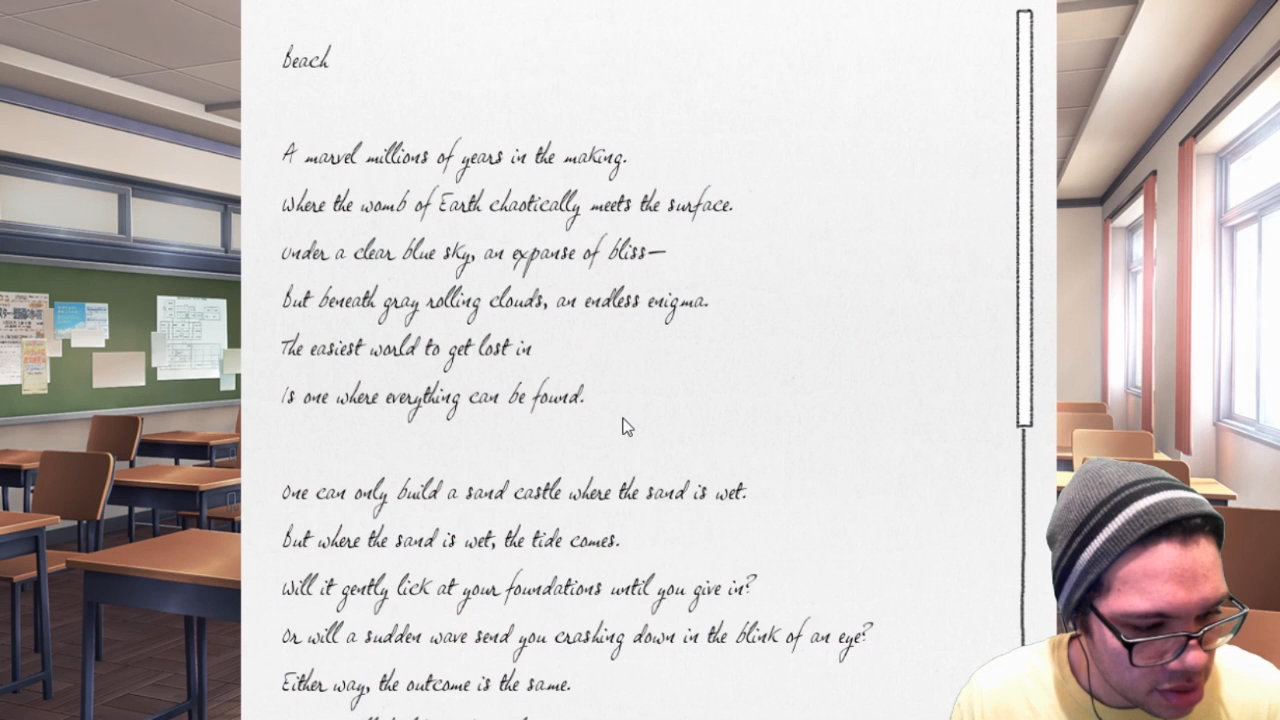 Beach
A marvel millions of years in the making.
Where the womb of Earth chaotically meets the surface.
Under a clear blue sky, an expanse of bliss—
But beneath gray rolling clouds, an endless enigma.
The easiest world to get lost in
Is one where everything can be found.
One can only build a sand castle where the sand is wet.
But where the sand is wet, the tide comes.
Will it gently lick at your foundations until you give in?
Or will a sudden wave send you crashing down in the blink of an eye?
Either way, the outcome is the same.